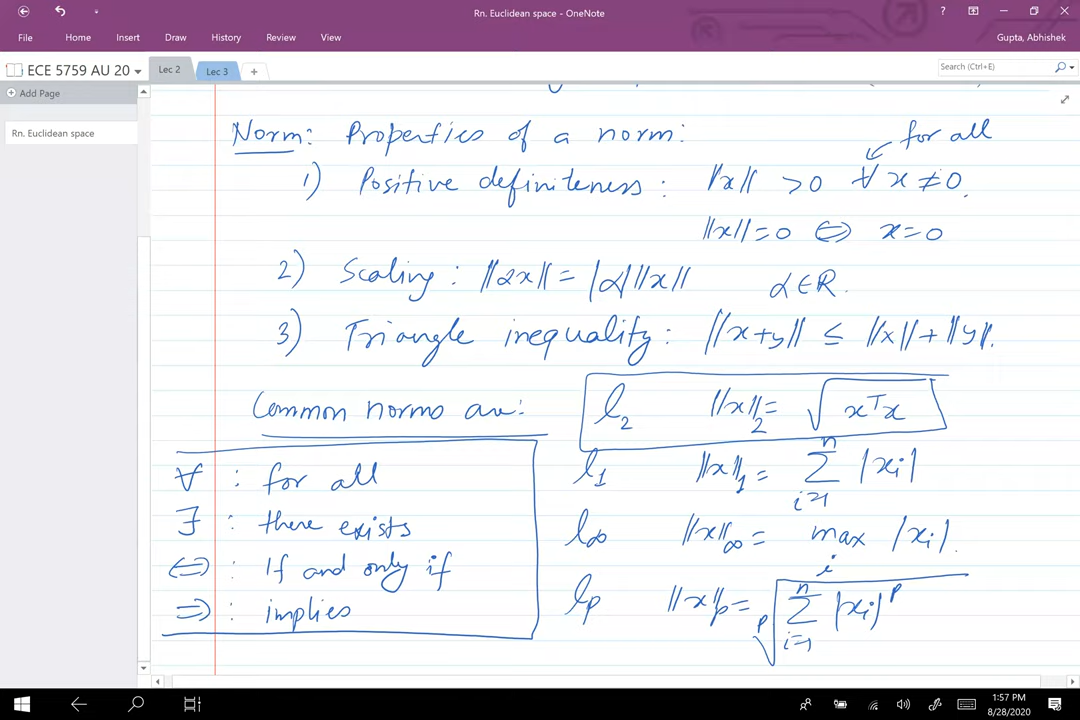 Rn. Euclidean space - OneNote
File Home Insert Draw History Review View Gupta, Abhishek
ECE 5759 AU 20 Lec 2 Lec 3 + Search (Ctrl+E)
Add Page
Rn. Euclidean space
Norm: Properties of a norm:
for all
1) Positive definiteness: ||x|| >0 ∀ x ≠ 0.
||x||=0 ⇔ x=0
2) Scaling: ||αx|| = |α| ||x|| α ∈ R.
3) Triangle inequality: ||x+y|| ≤ ||x|| + ||y||.
Common norms are: l₂ ||x||₂ = √(xᵀx)
l₁ ||x||₁ = ∑_{i=1}^{n} |xᵢ|
l∞ ||x||∞ = max_i |xᵢ|.
lp ||x||p = ᵖ√(∑_{i=1}^{n} |xᵢ|ᵖ)
∀ : for all
∃ : there exists
⇔ : If and only if
⇒ : implies
1:57 PM
8/28/2020